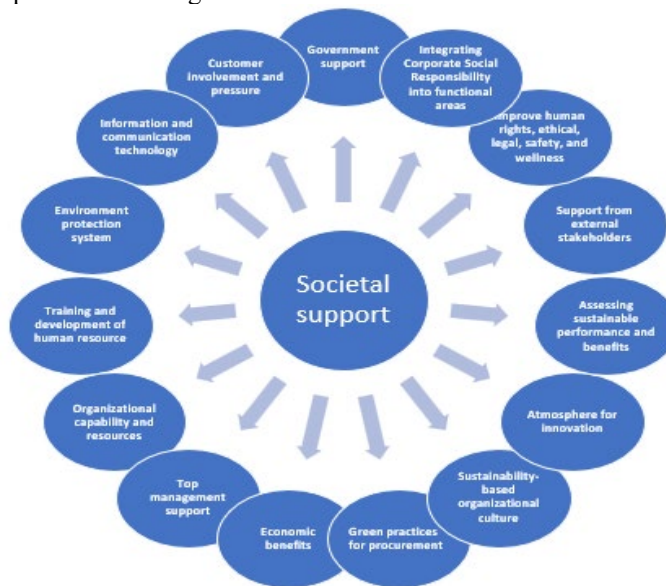 Government
support
Integrating
Corporate Social
Responsibility
into functional
areas
Improve human
rights, ethical,
legal, safety, and
wellness
Support from
external
stakeholders
Assessing
sustainable
performance and
benefits
Atmosphere for
innovation
Sustainability-
based
organizational
culture
Green practices
for procurement
Economic
benefits
Top
management
support
Organizational
capability and
resources
Training and
development of
human resource
Environment
protection
system
Information and
communication
technology
Customer
involvement and
pressure
Societal
support